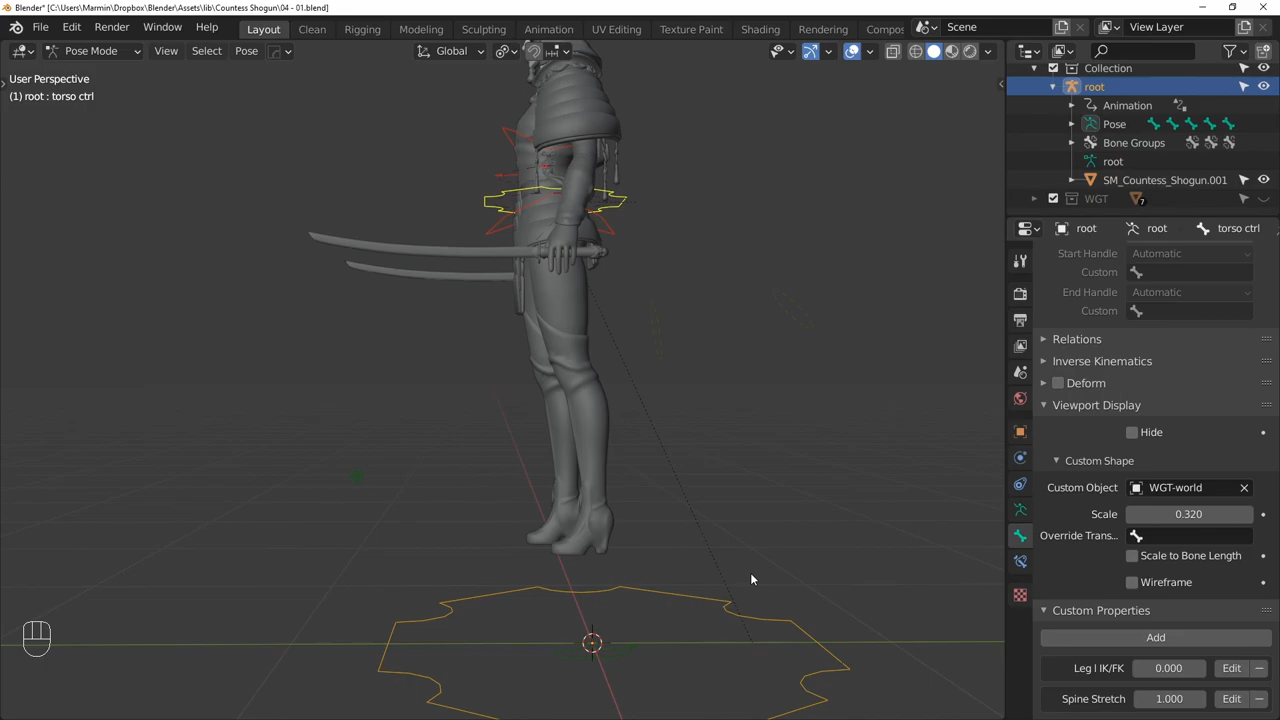 Blender* [C:\Users\Marmin\Dropbox\Blender\Assets\lib\Countess Shogun\04 - 01.blend]
File Edit Render Window Help Layout Clean Rigging Modeling Sculpting Animation UV Editing Texture Paint Shading Rendering Compos Scene View Layer
Pose Mode View Select Pose Global
User Perspective
(1) root : torso ctrl
Collection
root
Animation
Pose
Bone Groups
root
SM_Countess_Shogun.001
WGT 7
root root torso ctrl
Start Handle Automatic
Custom
End Handle Automatic
Custom
Relations
Inverse Kinematics
Deform
Viewport Display
Hide
Custom Shape
Custom Object WGT-world
Scale 0.320
Override Trans...
Scale to Bone Length
Wireframe
Custom Properties
Add
Leg l IK/FK 0.000 Edit
Spine Stretch 1.000 Edit